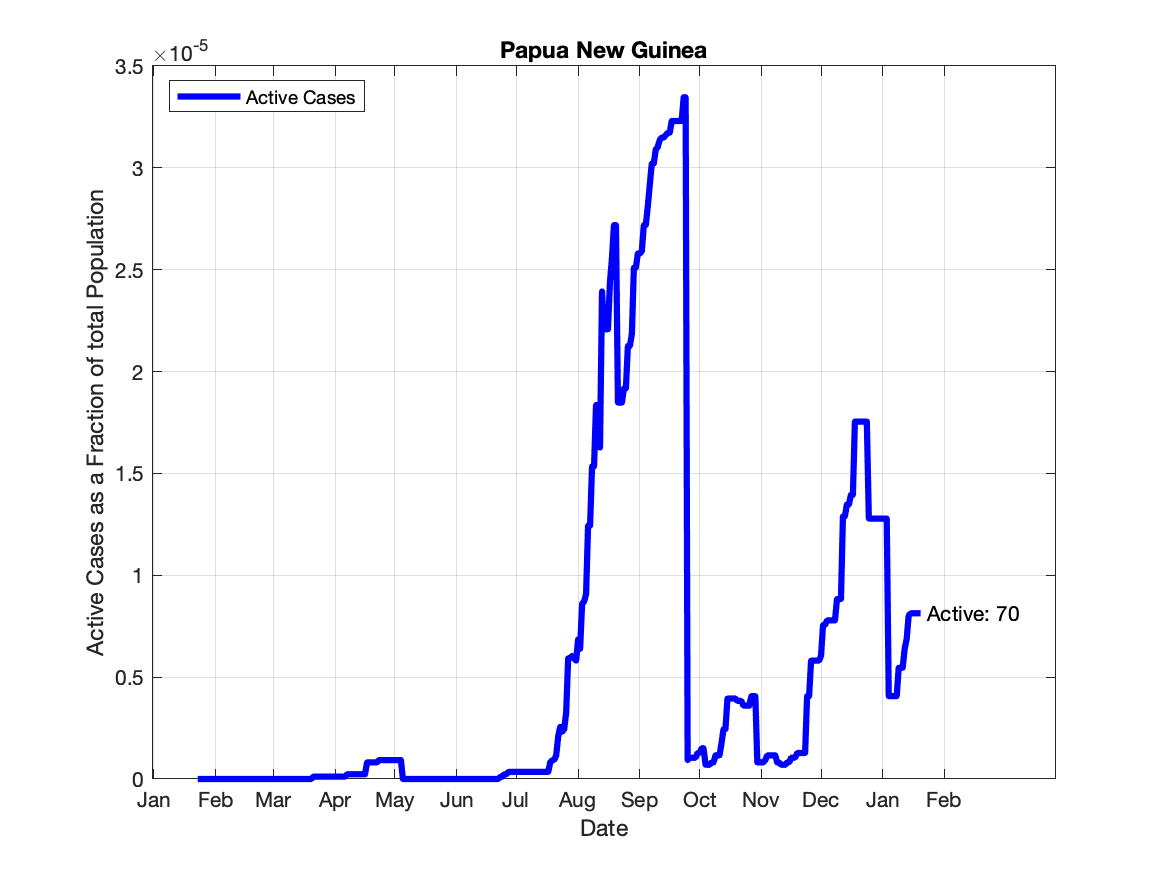 Papua New Guinea
×10-5
Active Cases
3.5
3
2.5
2
1.5
1
0.5
0
Active Cases as a Fraction of total Population
Active: 70
Jan Feb Mar Apr May Jun Jul Aug Sep Oct Nov Dec Jan Feb
Date